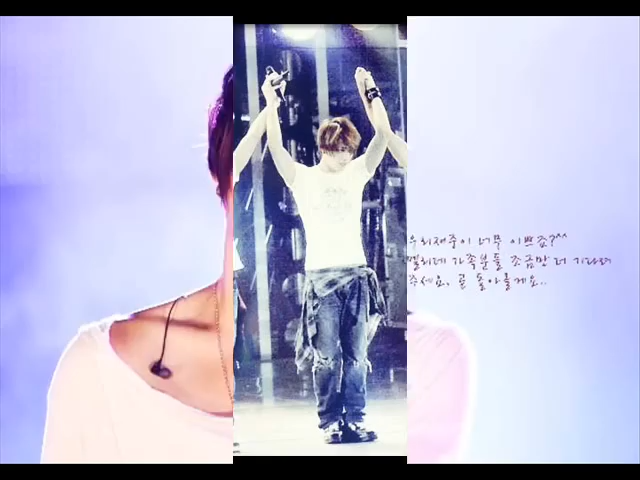 우리재중이 너무 이쁘죠?^^
가족분들 조금만 더 기다려
주세요, 곧 돌아올게요..